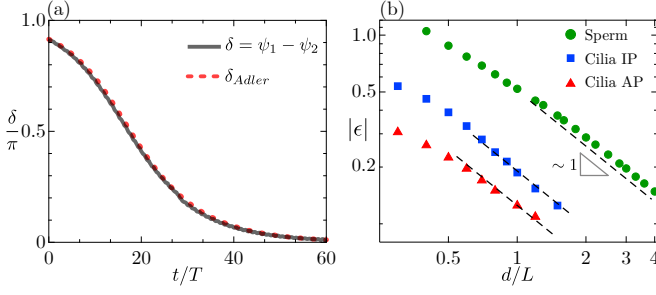 (a)
1.0
0.5
0
δ/π
δ = ψ₁ − ψ₂
δ_Adler
0
20
40
60
t/T
(b)
1.0
0.5
0.2
|ϵ|
Sperm
Cilia IP
Cilia AP
∼ 1
0.5
1
2
3
4
d/L